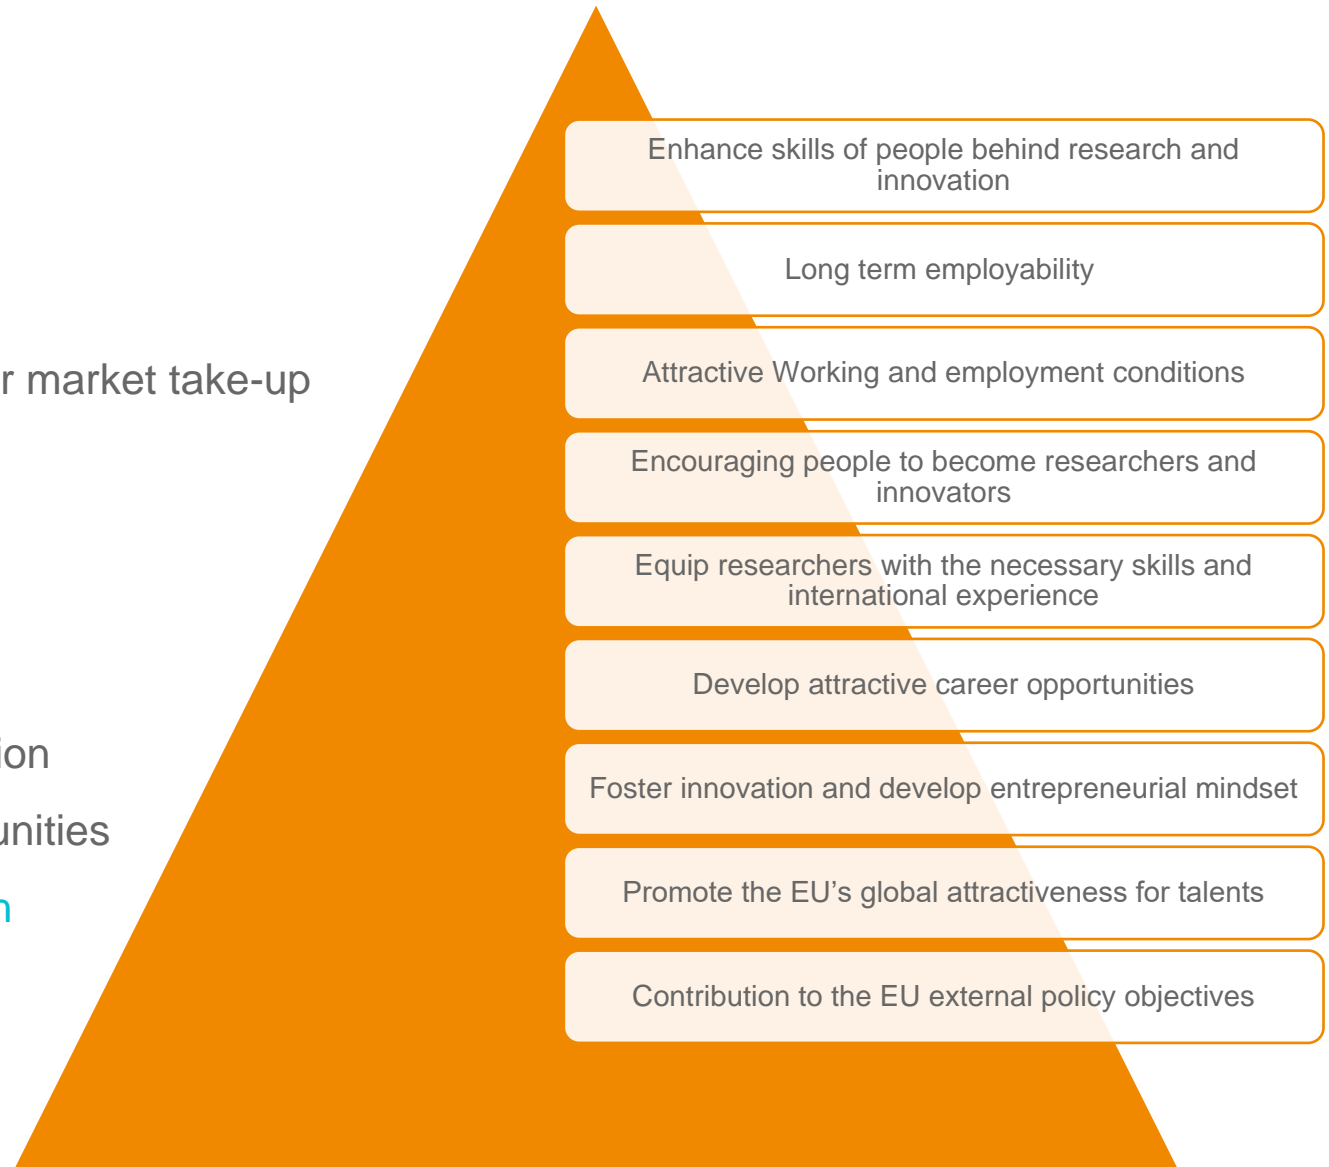 Enhance skills of people behind research and
innovation
Long term employability
r market take-up
Attractive Working and employment conditions
Encouraging people to become researchers and
innovators
Equip researchers with the necessary skills and
international experience
Develop attractive career opportunities
ion
Foster innovation and develop entrepreneurial mindset
unities
Promote the EU’s global attractiveness for talents
n
Contribution to the EU external policy objectives